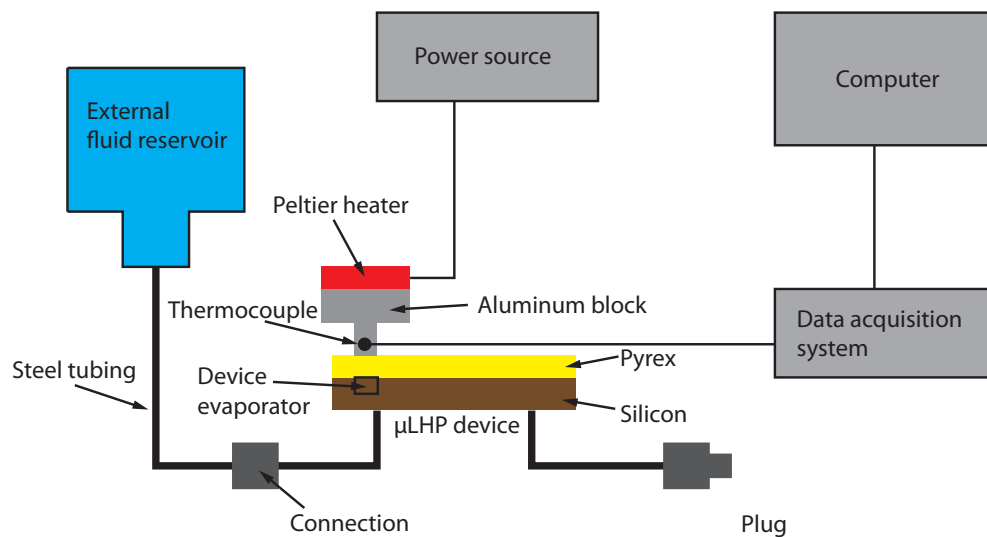 Power source
Computer
External
fluid reservoir
Peltier heater
Thermocouple
Aluminum block
Data acquisition
system
Pyrex
Steel tubing
Device
evaporator
Silicon
μLHP device
Connection
Plug